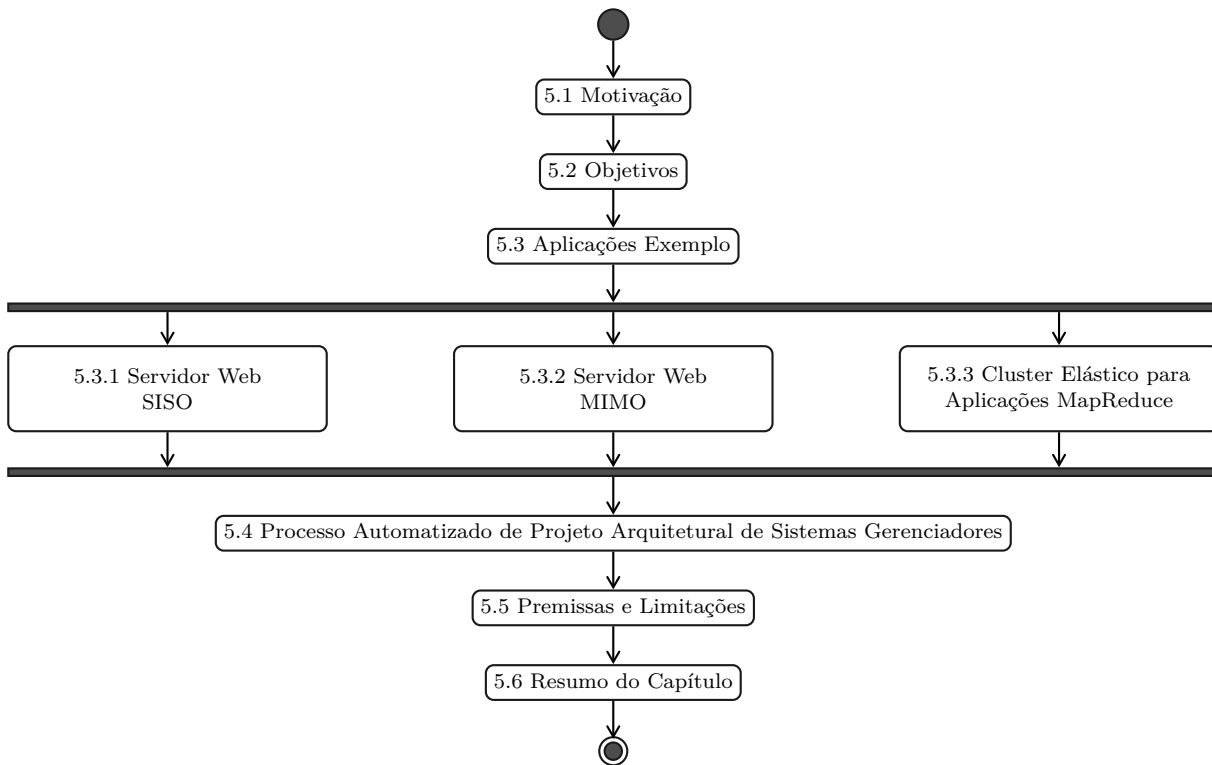 5.1 Motivação
5.2 Objetivos
5.3 Aplicações Exemplo
5.3.1 Servidor Web
SISO
5.3.2 Servidor Web
MIMO
5.3.3 Cluster Elástico para
Aplicações MapReduce
5.4 Processo Automatizado de Projeto Arquitetural de Sistemas Gerenciadores
5.5 Premissas e Limitações
5.6 Resumo do Capítulo